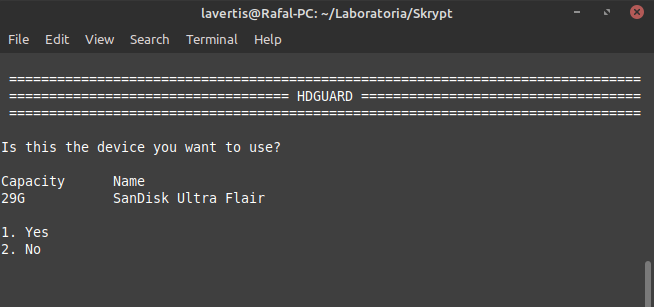 lavertis@Rafal-PC: ~/Laboratoria/Skrypt
File Edit View Search Terminal Help
===============================================================================
=================================== HDGUARD ===================================
===============================================================================
Is this the device you want to use?
Capacity Name
29G SanDisk Ultra Flair
1. Yes
2. No